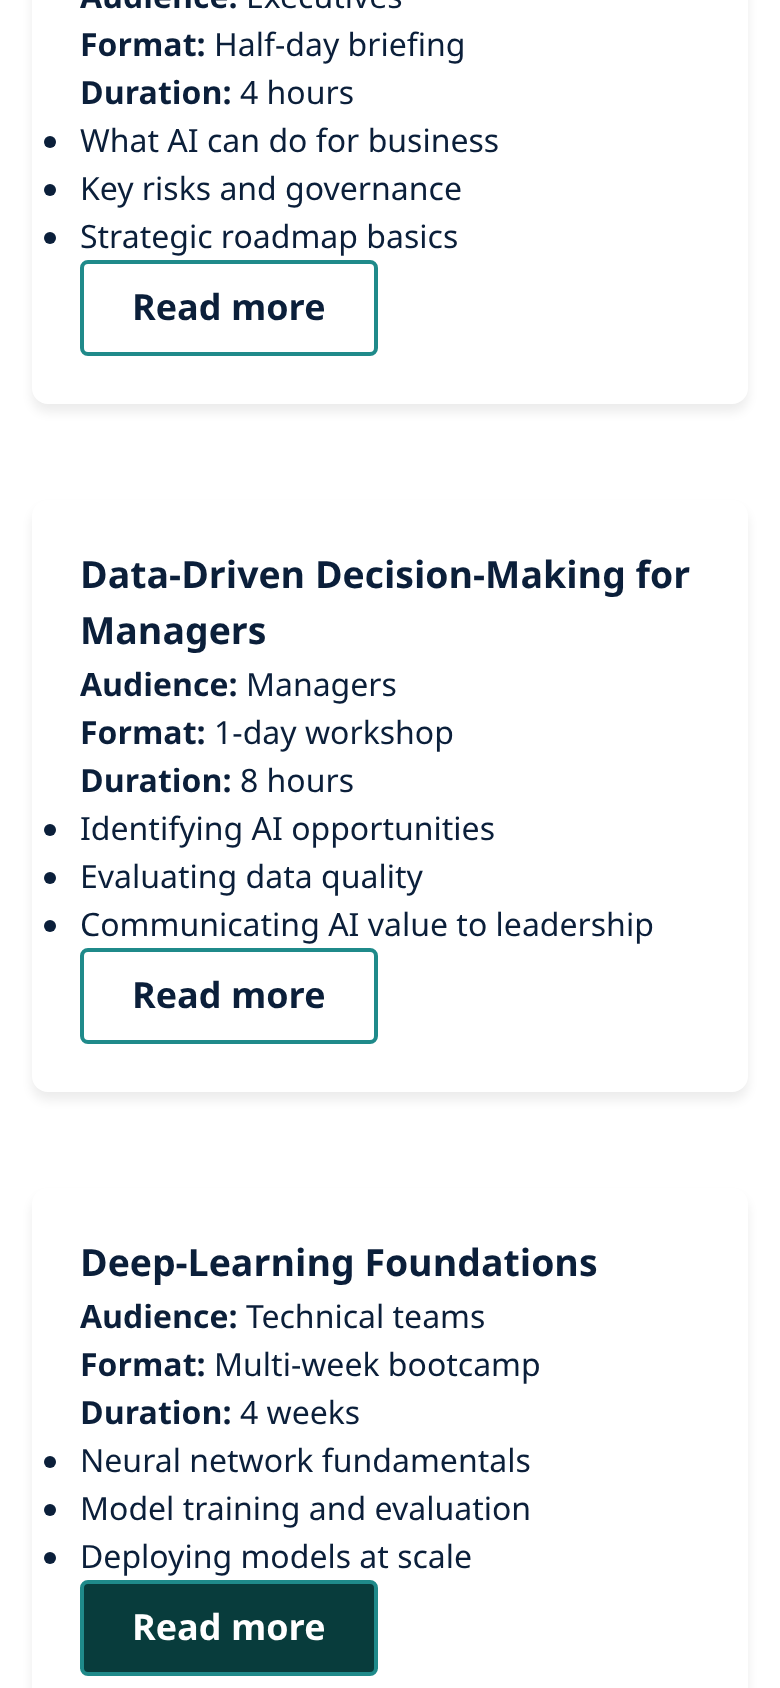 Audience: Executives
Format: Half-day briefing
Duration: 4 hours
• What AI can do for business
• Key risks and governance
• Strategic roadmap basics
Read more
Data-Driven Decision-Making for
Managers
Audience: Managers
Format: 1-day workshop
Duration: 8 hours
• Identifying AI opportunities
• Evaluating data quality
• Communicating AI value to leadership
Read more
Deep-Learning Foundations
Audience: Technical teams
Format: Multi-week bootcamp
Duration: 4 weeks
• Neural network fundamentals
• Model training and evaluation
• Deploying models at scale
Read more